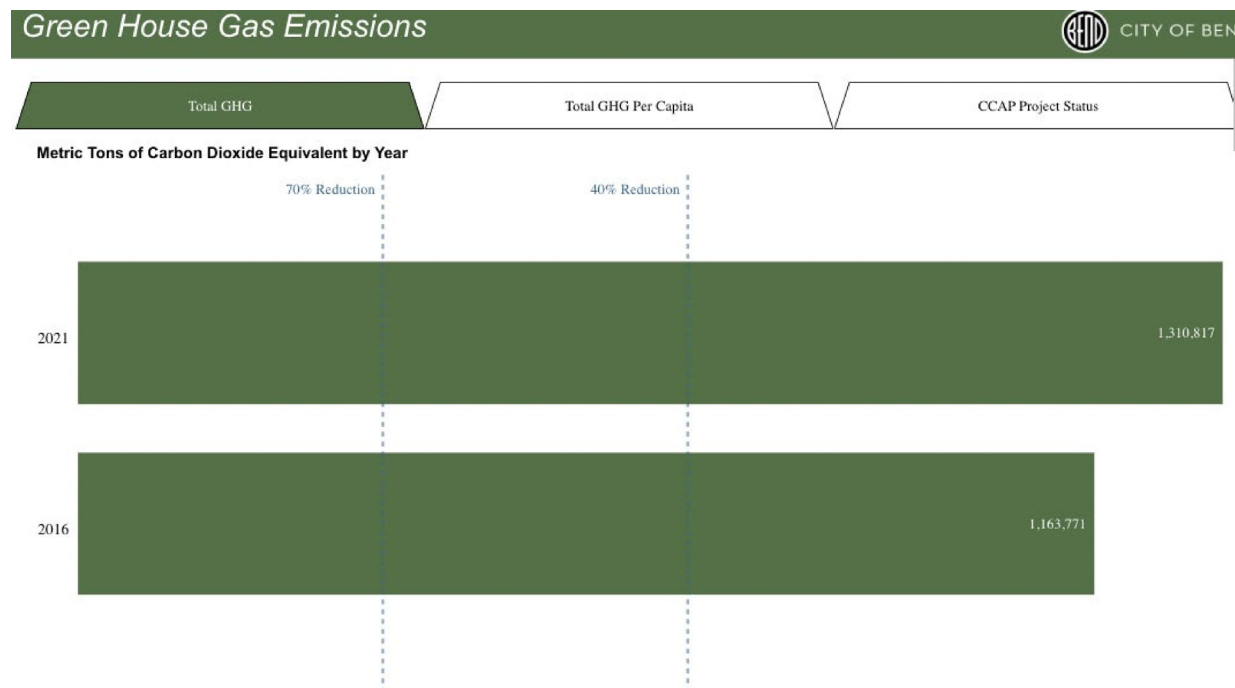 Green House Gas Emissions
BEND CITY OF BEN
Total GHG
Total GHG Per Capita
CCAP Project Status
Metric Tons of Carbon Dioxide Equivalent by Year
70% Reduction
40% Reduction
2021
1,310,817
2016
1,163,771